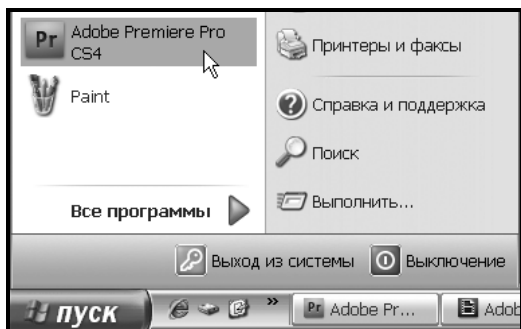 Pr Adobe Premiere Pro
CS4
Paint
Все программы
Принтеры и факсы
Справка и поддержка
Поиск
Выполнить...
Выход из системы Выключение
пуск » Pr Adobe Pr... Adob